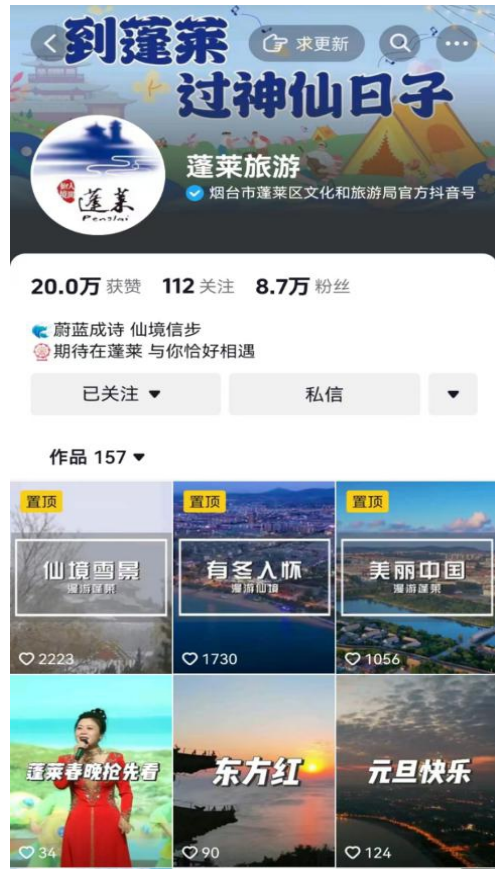 到蓬莱
求更新
过神仙日子
耐人寻蓬莱
Penglai
蓬莱旅游
烟台市蓬莱区文化和旅游局官方抖音号
20.0万 获赞 112 关注 8.7万 粉丝
蔚蓝成诗 仙境信步
期待在蓬莱 与你恰好相遇
已关注 私信
作品 157
置顶 置顶 置顶
仙境雪景 有冬人怀 美丽中国
漫游蓬莱 漫游仙境 漫游蓬莱
2223 1730 1056
蓬莱春晚抢先看 东方红 元旦快乐
34 90 124